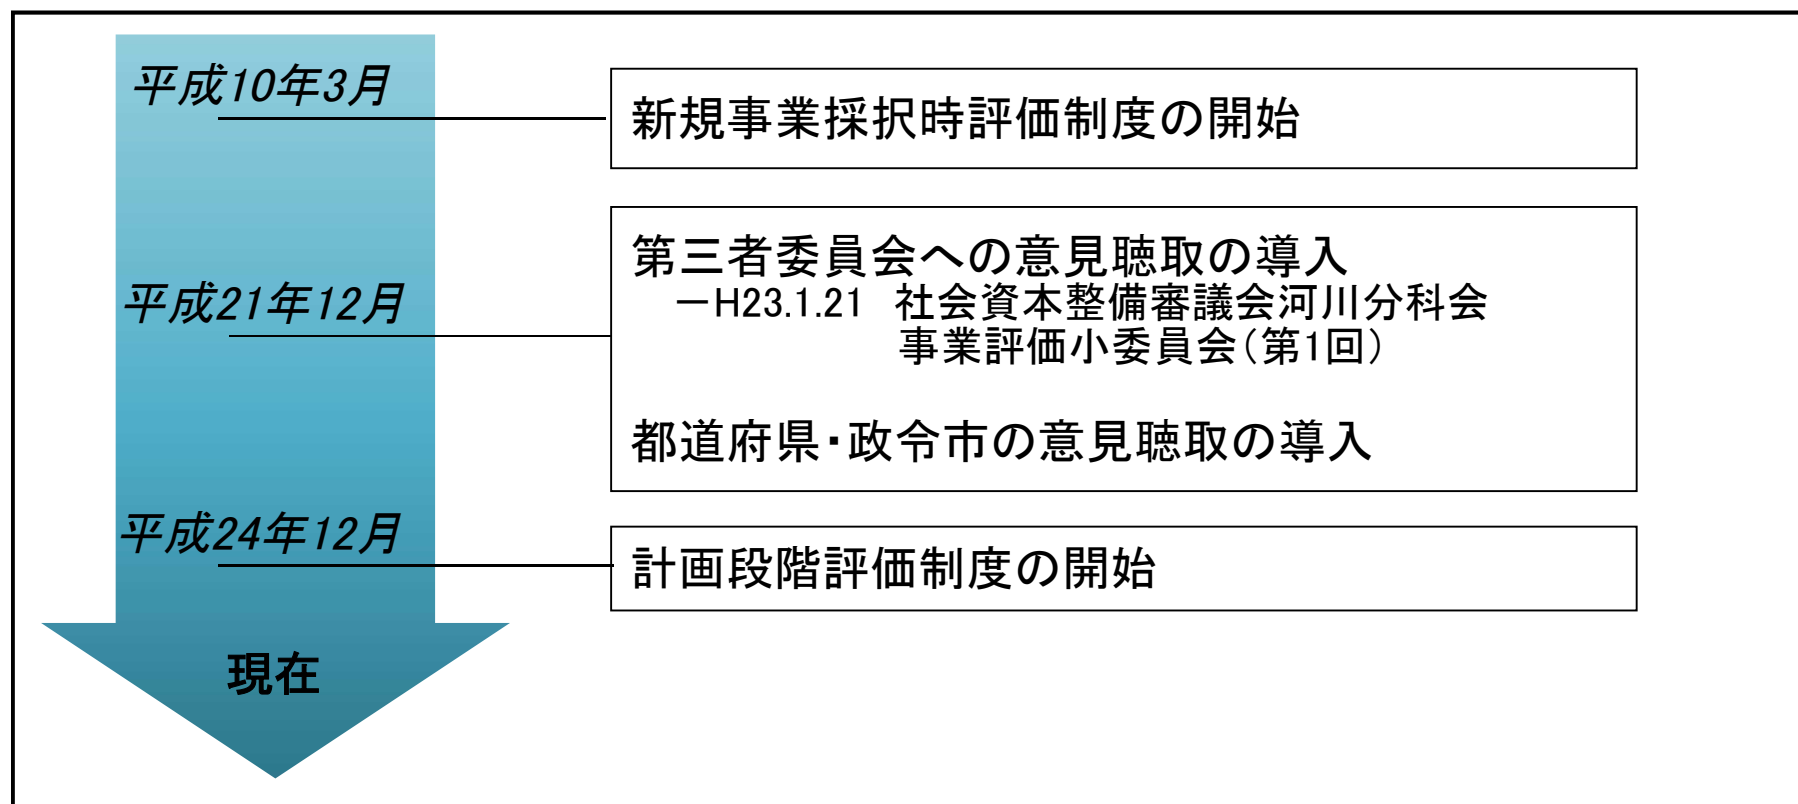 平成10年3月
新規事業採択時評価制度の開始
平成21年12月
第三者委員会への意見聴取の導入
－H23.1.21　社会資本整備審議会河川分科会
事業評価小委員会（第1回）
都道府県・政令市の意見聴取の導入
平成24年12月
計画段階評価制度の開始
現在